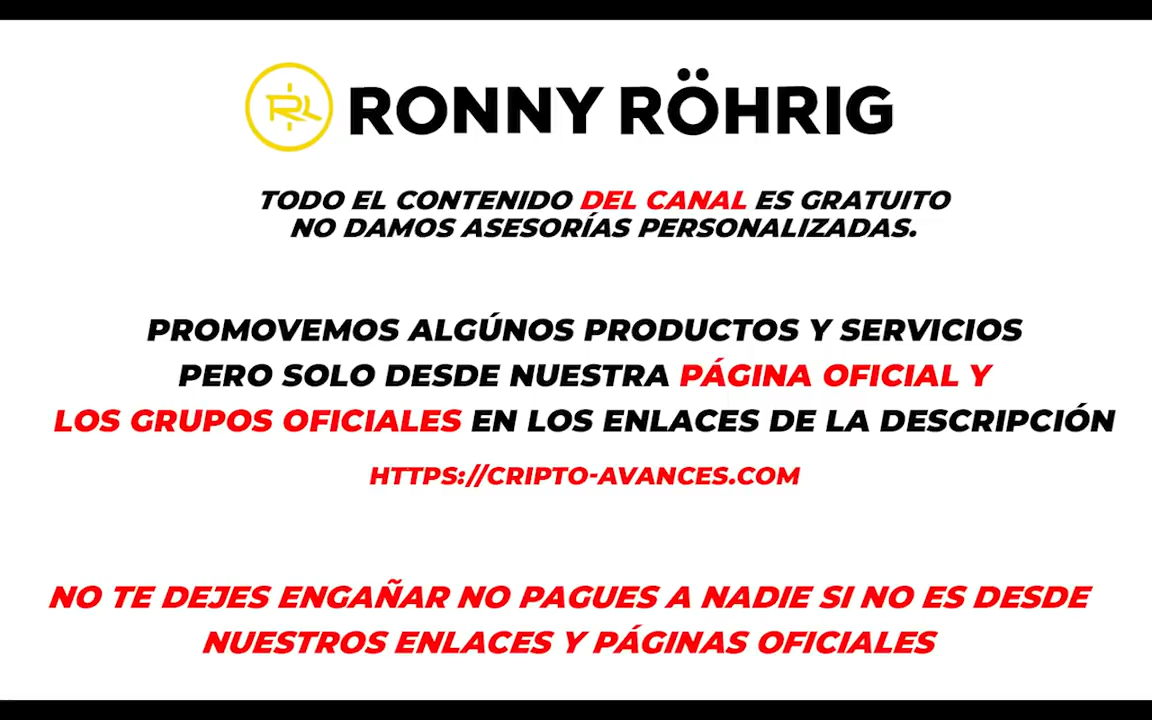 RONNY RÖHRIG
TODO EL CONTENIDO DEL CANAL ES GRATUITO
NO DAMOS ASESORÍAS PERSONALIZADAS.
PROMOVEMOS ALGÚNOS PRODUCTOS Y SERVICIOS
PERO SOLO DESDE NUESTRA PÁGINA OFICIAL Y
LOS GRUPOS OFICIALES EN LOS ENLACES DE LA DESCRIPCIÓN
HTTPS://CRIPTO-AVANCES.COM
NO TE DEJES ENGAÑAR NO PAGUES A NADIE SI NO ES DESDE
NUESTROS ENLACES Y PÁGINAS OFICIALES